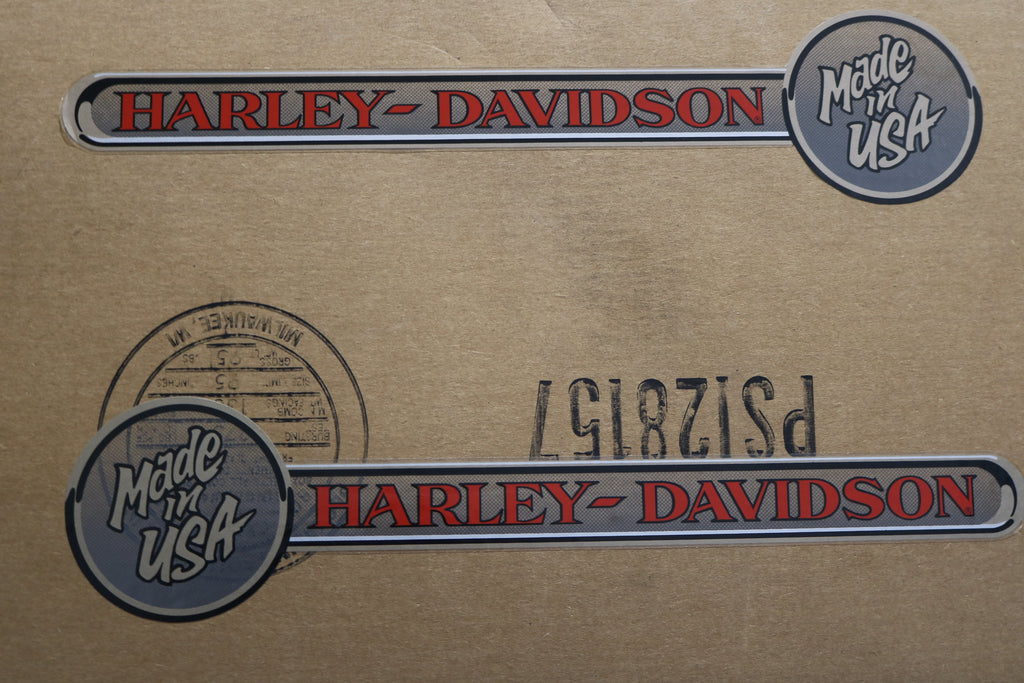 HARLEY-DAVIDSON
Made
in
USA
MILWAUKEE, WI
PS128157
Made
in
USA
HARLEY-DAVIDSON